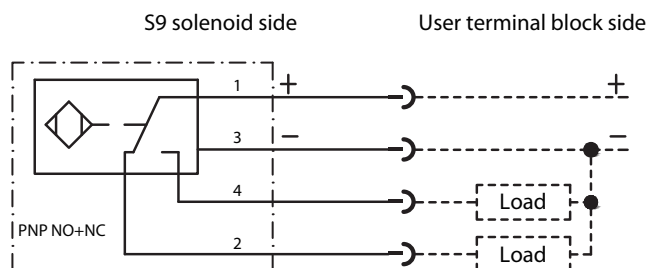 S9 solenoid side User terminal block side
1 + +
3 – –
4 Load
PNP NO+NC
2 Load